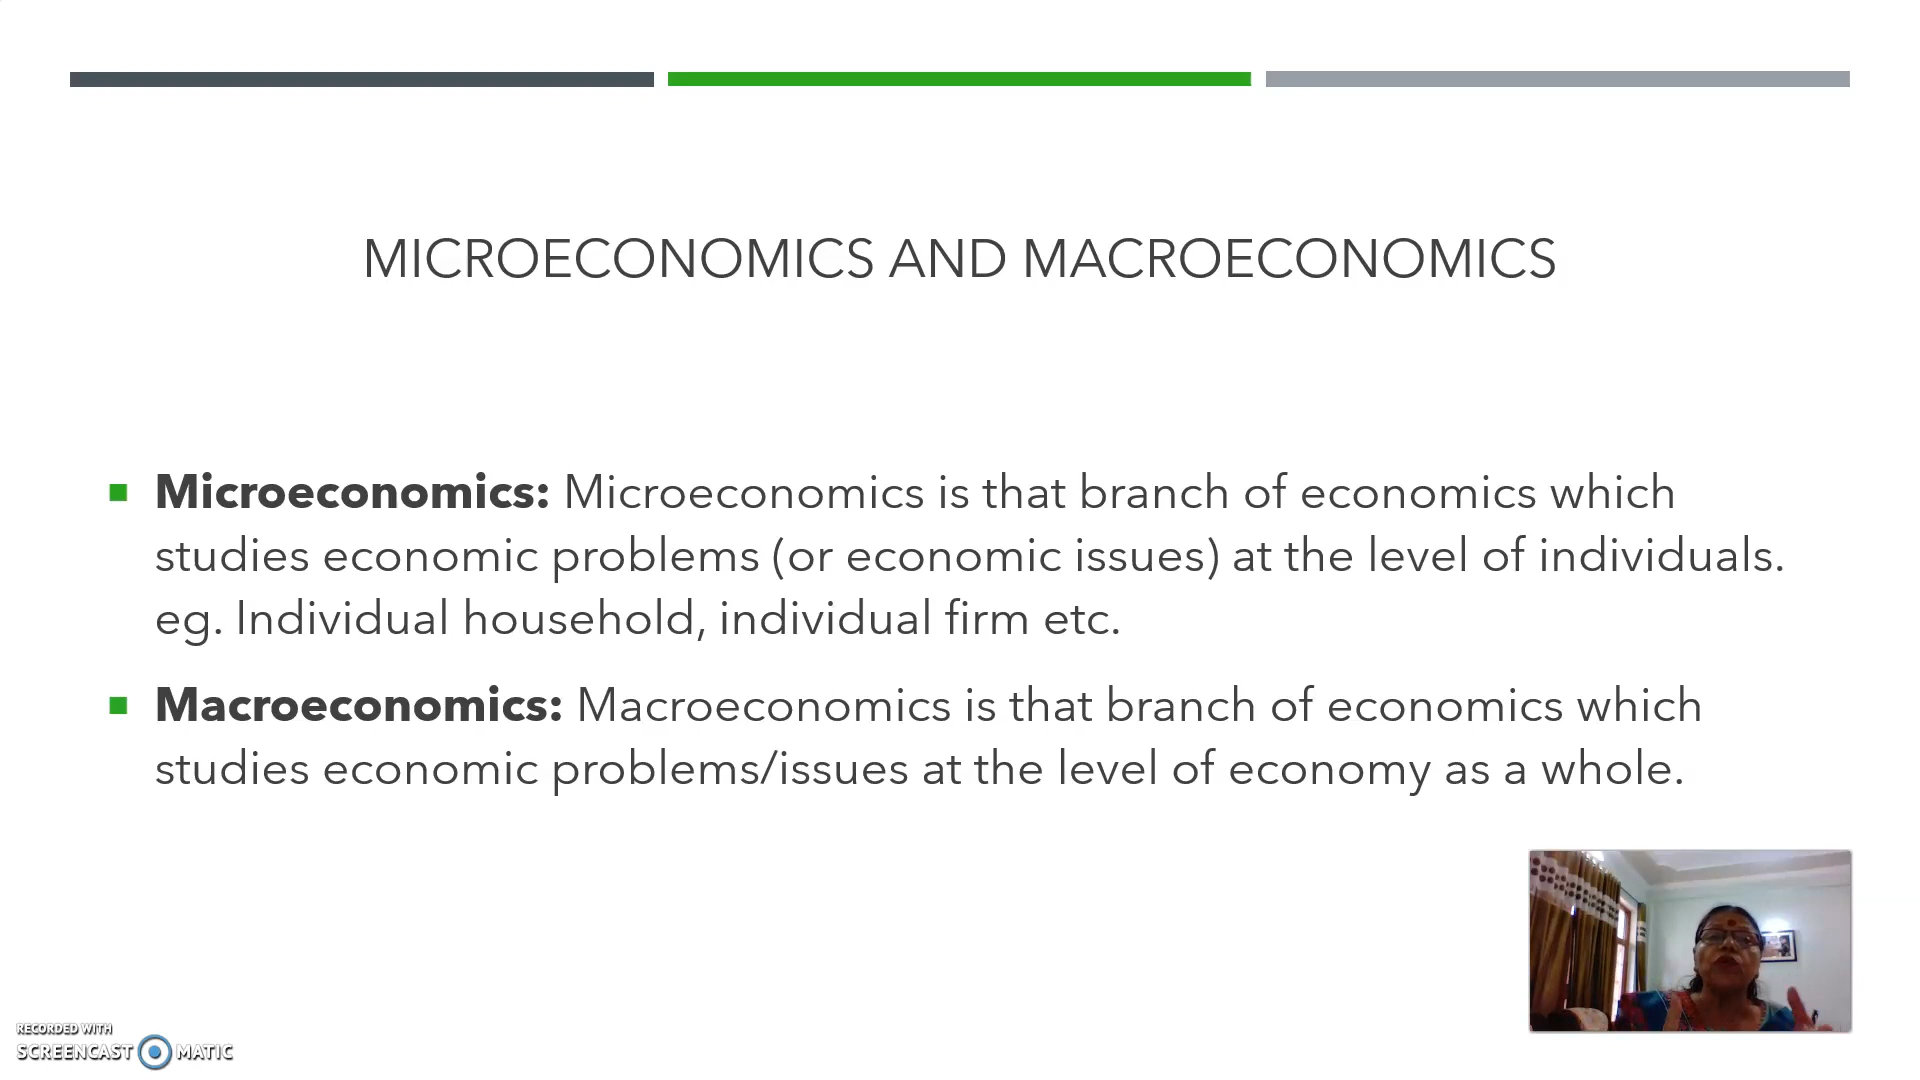 MICROECONOMICS AND MACROECONOMICS
Microeconomics: Microeconomics is that branch of economics which
studies economic problems (or economic issues) at the level of individuals.
eg. Individual household, individual firm etc.
Macroeconomics: Macroeconomics is that branch of economics which
studies economic problems/issues at the level of economy as a whole.
RECORDED WITH
SCREENCAST MATIC